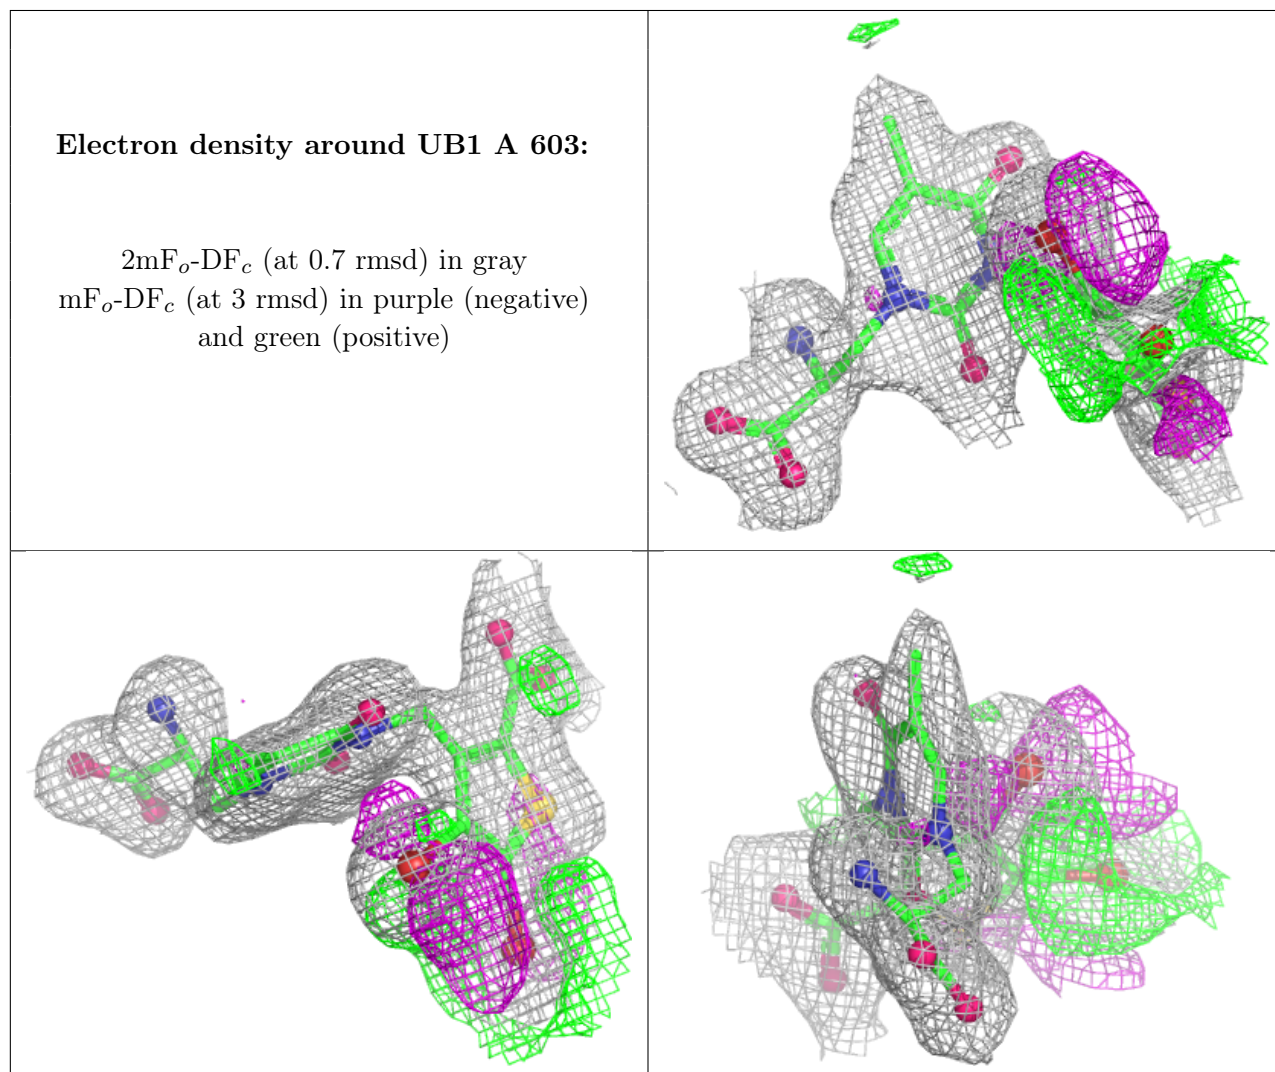 Electron density around UB1 A 603:
2mFo-DFc (at 0.7 rmsd) in gray
mFo-DFc (at 3 rmsd) in purple (negative)
and green (positive)